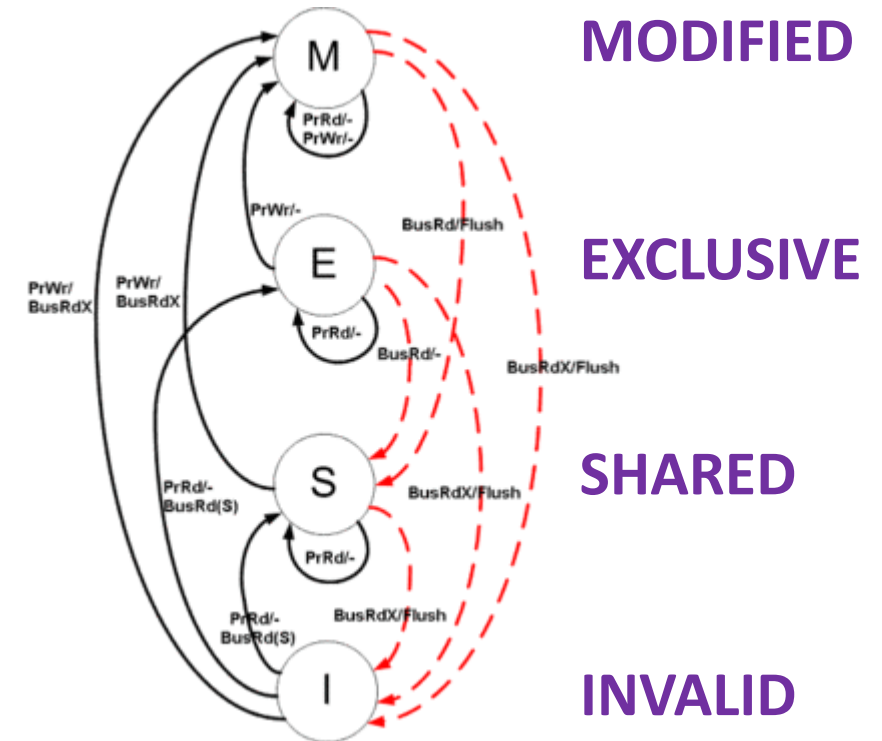 M
MODIFIED
PrRd/-
PrWr/-
PrWr/-
BusRd/Flush
E
EXCLUSIVE
PrWr/
BusRdX
PrWr/
BusRdX
PrRd/-
BusRd/-
BusRdX/Flush
S
SHARED
PrRd/-
BusRd(S)
BusRdX/Flush
PrRd/-
PrRd/-
BusRd(S)
BusRdX/Flush
I
INVALID